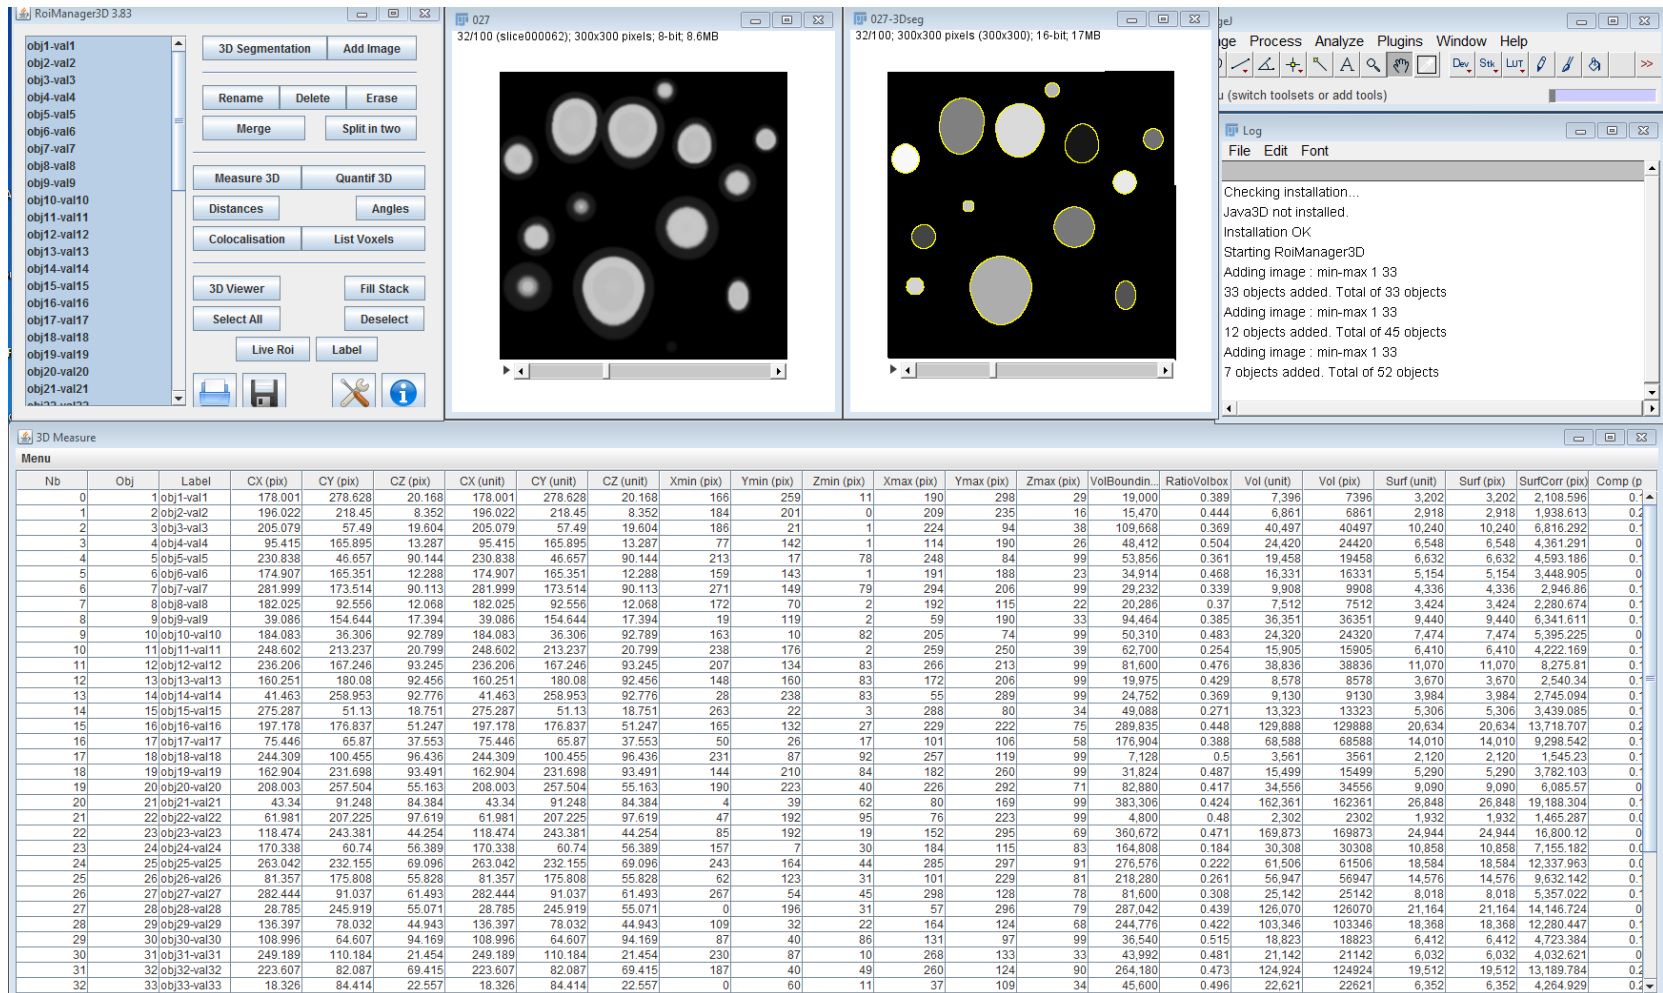 RoiManager3D 3.83
obj1-val1
obj2-val2
obj3-val3
obj4-val4
obj5-val5
obj6-val6
obj7-val7
obj8-val8
obj9-val9
obj10-val10
obj11-val11
obj12-val12
obj13-val13
obj14-val14
obj15-val15
obj16-val16
obj17-val17
obj18-val18
obj19-val19
obj20-val20
obj21-val21
3D Segmentation Add Image
Rename Delete Erase
Merge Split in two
Measure 3D Quantif 3D
Distances Angles
Colocalisation List Voxels
3D Viewer Fill Stack
Select All Deselect
Live Roi Label
027
32/100 (slice000062); 300x300 pixels; 8-bit; 8.6MB
027-3Dseg
32/100; 300x300 pixels (300x300); 16-bit; 17MB
Process Analyze Plugins Window Help
A Dev Stk LUT >>
(switch toolsets or add tools)
Log
File Edit Font
Checking installation...
Java3D not installed.
Installation OK
Starting RoiManager3D
Adding image : min-max 1 33
33 objects added. Total of 33 objects
Adding image : min-max 1 33
12 objects added. Total of 45 objects
Adding image : min-max 1 33
7 objects added. Total of 52 objects
3D Measure
Menu
Nb Obj Label CX (pix) CY (pix) CZ (pix) CX (unit) CY (unit) CZ (unit) Xmin (pix) Ymin (pix) Zmin (pix) Xmax (pix) Ymax (pix) Zmax (pix) VolBoundin... RatioVolbox Vol (unit) Vol (pix) Surf (unit) Surf (pix) SurfCorr (pix) Comp (p
0 1 obj1-val1 178.001 278.628 20.168 178.001 278.628 20.168 166 259 11 190 298 29 19,000 0.389 7,396 7396 3,202 3,202 2,108.596
1 2 obj2-val2 196.022 218.45 8.352 196.022 218.45 8.352 184 201 0 209 235 16 15,470 0.444 6,861 6861 2,918 2,918 1,938.613
2 3 obj3-val3 205.079 57.49 19.604 205.079 57.49 19.604 186 21 1 224 94 38 109,668 0.369 40,497 40497 10,240 10,240 6,816.292
3 4 obj4-val4 95.415 165.895 13.287 95.415 165.895 13.287 77 142 1 114 190 26 48,412 0.504 24,420 24420 6,548 6,548 4,361.291
4 5 obj5-val5 230.838 46.657 90.144 230.838 46.657 90.144 213 17 78 248 84 99 53,856 0.361 19,458 19458 6,632 6,632 4,593.186
5 6 obj6-val6 174.907 165.351 12.288 174.907 165.351 12.288 159 143 1 191 188 23 34,914 0.468 16,331 16331 5,154 5,154 3,448.905
6 7 obj7-val7 281.999 173.514 90.113 281.999 173.514 90.113 271 149 79 294 206 99 29,232 0.339 9,908 9908 4,336 4,336 2,946.86
7 8 obj8-val8 182.025 92.556 12.068 182.025 92.556 12.068 172 70 2 192 115 22 20,286 0.37 7,512 7512 3,424 3,424 2,280.674
8 9 obj9-val9 39.086 154.644 17.394 39.086 154.644 17.394 19 119 2 59 190 33 94,464 0.385 36,351 36351 9,440 9,440 6,341.611
9 10 obj10-val10 184.083 36.306 92.789 184.083 36.306 92.789 163 10 82 205 74 99 50,310 0.483 24,320 24320 7,474 7,474 5,395.225
10 11 obj11-val11 248.602 213.237 20.799 248.602 213.237 20.799 238 176 2 259 250 39 62,700 0.254 15,905 15905 6,410 6,410 4,222.169
11 12 obj12-val12 236.206 167.246 93.245 236.206 167.246 93.245 207 134 83 266 213 99 81,600 0.476 38,836 38836 11,070 11,070 8,275.81
12 13 obj13-val13 160.251 180.08 92.456 160.251 180.08 92.456 148 160 83 172 206 99 19,975 0.429 8,578 8578 3,670 3,670 2,540.34
13 14 obj14-val14 41.463 258.953 92.776 41.463 258.953 92.776 28 238 83 55 289 99 24,752 0.369 9,130 9130 3,984 3,984 2,745.094
14 15 obj15-val15 275.287 51.13 18.751 275.287 51.13 18.751 263 22 3 288 80 34 49,088 0.271 13,323 13323 5,306 5,306 3,439.085
15 16 obj16-val16 197.178 176.837 51.247 197.178 176.837 51.247 165 132 27 229 222 75 289,835 0.448 129,888 129888 20,634 20,634 13,718.707
16 17 obj17-val17 75.446 65.87 37.553 75.446 65.87 37.553 50 26 17 101 106 58 176,904 0.388 68,588 68588 14,010 14,010 9,298.542
17 18 obj18-val18 244.309 100.455 96.436 244.309 100.455 96.436 231 87 92 257 119 99 7,128 0.5 3,561 3561 2,120 2,120 1,545.23
18 19 obj19-val19 162.904 231.698 93.491 162.904 231.698 93.491 144 210 84 182 260 99 31,824 0.487 15,499 15499 5,290 5,290 3,782.103
19 20 obj20-val20 208.003 257.504 55.163 208.003 257.504 55.163 190 223 40 226 292 71 82,880 0.417 34,556 34556 9,090 9,090 6,085.57
20 21 obj21-val21 43.34 91.248 84.384 43.34 91.248 84.384 4 39 62 80 169 99 383,306 0.424 162,361 162361 26,848 26,848 19,188.304
21 22 obj22-val22 61.981 207.225 97.619 61.981 207.225 97.619 47 192 95 76 223 99 4,800 0.48 2,302 2302 1,932 1,932 1,465.287
22 23 obj23-val23 118.474 243.381 44.254 118.474 243.381 44.254 85 192 19 152 295 69 360,672 0.471 169,873 169873 24,944 24,944 16,800.12
23 24 obj24-val24 170.338 60.74 56.389 170.338 60.74 56.389 157 7 30 184 115 83 164,808 0.184 30,308 30308 10,858 10,858 7,155.182
24 25 obj25-val25 263.042 232.155 69.096 263.042 232.155 69.096 243 164 44 285 297 91 276,576 0.222 61,506 61506 18,584 18,584 12,337.963
25 26 obj26-val26 81.357 175.808 55.828 81.357 175.808 55.828 62 123 31 101 229 81 218,280 0.261 56,947 56947 14,576 14,576 9,632.142
26 27 obj27-val27 282.444 91.037 61.493 282.444 91.037 61.493 267 54 45 298 128 78 81,600 0.308 25,142 25142 8,018 8,018 5,357.022
27 28 obj28-val28 28.785 245.919 55.071 28.785 245.919 55.071 0 196 31 57 296 79 287,042 0.439 126,070 126070 21,164 21,164 14,146.724
28 29 obj29-val29 136.397 78.032 44.943 136.397 78.032 44.943 109 32 22 164 124 68 244,776 0.422 103,346 103346 18,368 18,368 12,280.447
29 30 obj30-val30 108.996 64.607 94.169 108.996 64.607 94.169 87 40 86 131 97 99 36,540 0.515 18,823 18823 6,412 6,412 4,723.384
30 31 obj31-val31 249.189 110.184 21.454 249.189 110.184 21.454 230 87 10 268 133 33 43,992 0.481 21,142 21142 6,032 6,032 4,032.621
31 32 obj32-val32 223.607 82.087 69.415 223.607 82.087 69.415 187 40 49 260 124 90 264,180 0.473 124,924 124924 19,512 19,512 13,189.784
32 33 obj33-val33 18.326 84.414 22.557 18.326 84.414 22.557 0 60 11 37 109 34 45,600 0.496 22,621 22621 6,352 6,352 4,264.929